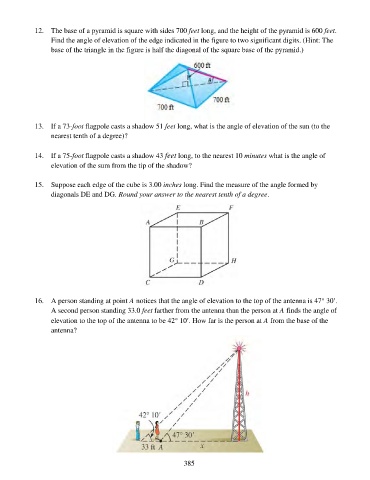 12. The base of a pyramid is square with sides 700 feet long, and the height of the pyramid is 600 feet.
Find the angle of elevation of the edge indicated in the figure to two significant digits. (Hint: The
base of the triangle in the figure is half the diagonal of the square base of the pyramid.)
600 ft
700 ft
700 ft
13. If a 73-foot flagpole casts a shadow 51 feet long, what is the angle of elevation of the sun (to the
nearest tenth of a degree)?
14. If a 75-foot flagpole casts a shadow 43 feet long, to the nearest 10 minutes what is the angle of
elevation of the sum from the tip of the shadow?
15. Suppose each edge of the cube is 3.00 inches long. Find the measure of the angle formed by
diagonals DE and DG. Round your answer to the nearest tenth of a degree.
E F
A B
G H
C D
16. A person standing at point A notices that the angle of elevation to the top of the antenna is 47° 30'.
A second person standing 33.0 feet farther from the antenna than the person at A finds the angle of
elevation to the top of the antenna to be 42° 10'. How far is the person at A from the base of the
antenna?
h
42° 10'
47° 30'
33 ft A x
385